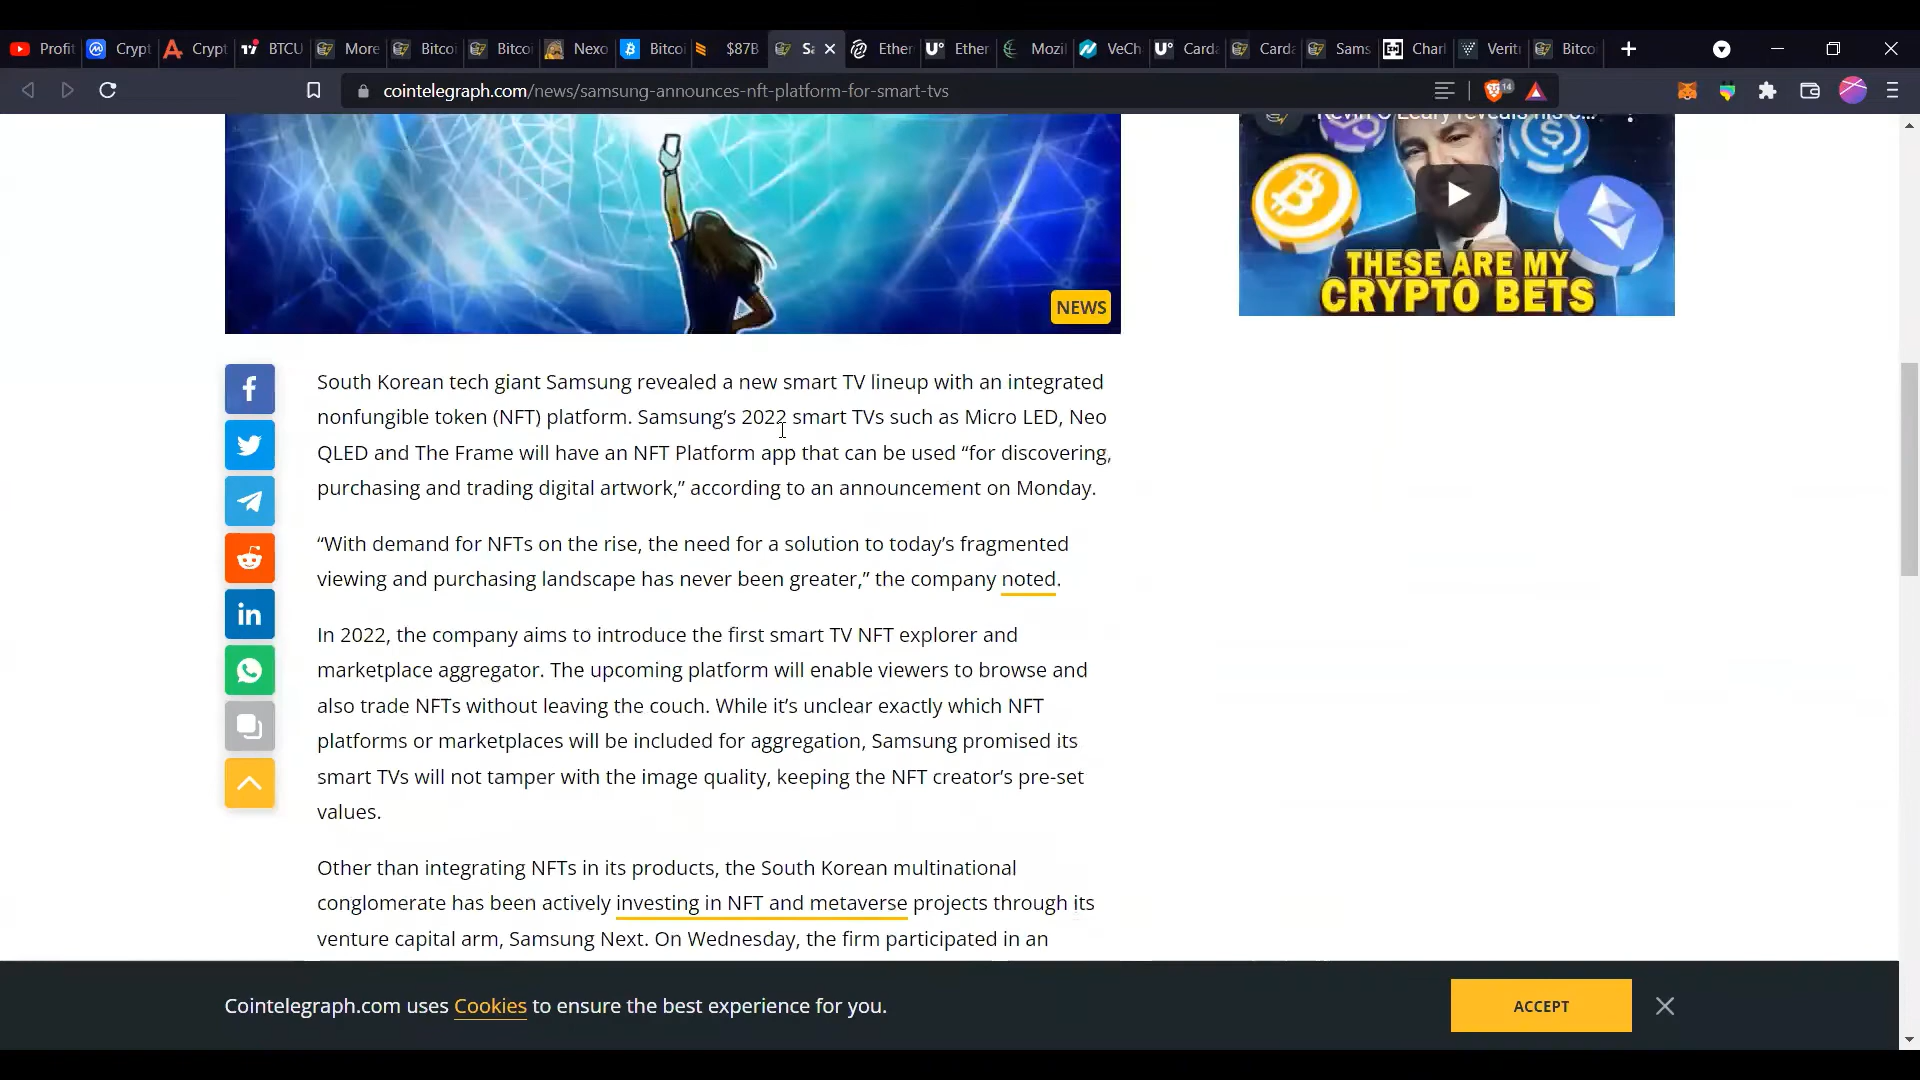 Profit
Crypt
Crypt
BTCU
More
Bitcoi
Bitcoi
Nexo
Bitcoi
$87B
Sa
Ether
Ether
Mozil
VeCh
Carda
Carda
Sams
Charl
Verit
Bitco
cointelegraph.com/news/samsung-announces-nft-platform-for-smart-tvs
14
THESE ARE MY
CRYPTO BETS
NEWS
South Korean tech giant Samsung revealed a new smart TV lineup with an integrated
nonfungible token (NFT) platform. Samsung’s 2022 smart TVs such as Micro LED, Neo
QLED and The Frame will have an NFT Platform app that can be used “for discovering,
purchasing and trading digital artwork,” according to an announcement on Monday.
“With demand for NFTs on the rise, the need for a solution to today’s fragmented
viewing and purchasing landscape has never been greater,” the company noted.
In 2022, the company aims to introduce the first smart TV NFT explorer and
marketplace aggregator. The upcoming platform will enable viewers to browse and
also trade NFTs without leaving the couch. While it’s unclear exactly which NFT
platforms or marketplaces will be included for aggregation, Samsung promised its
smart TVs will not tamper with the image quality, keeping the NFT creator’s pre-set
values.
Other than integrating NFTs in its products, the South Korean multinational
conglomerate has been actively investing in NFT and metaverse projects through its
venture capital arm, Samsung Next. On Wednesday, the firm participated in an
Cointelegraph.com uses Cookies to ensure the best experience for you.
ACCEPT